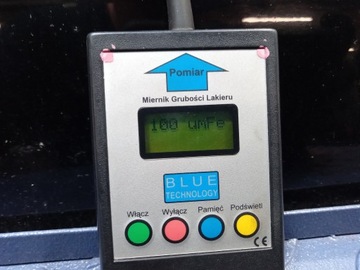 Pomiar
Miernik Grubości Lakieru
100 umFe
BLUE
TECHNOLOGY
Włącz Wyłącz Pamięć Podświetl
CE